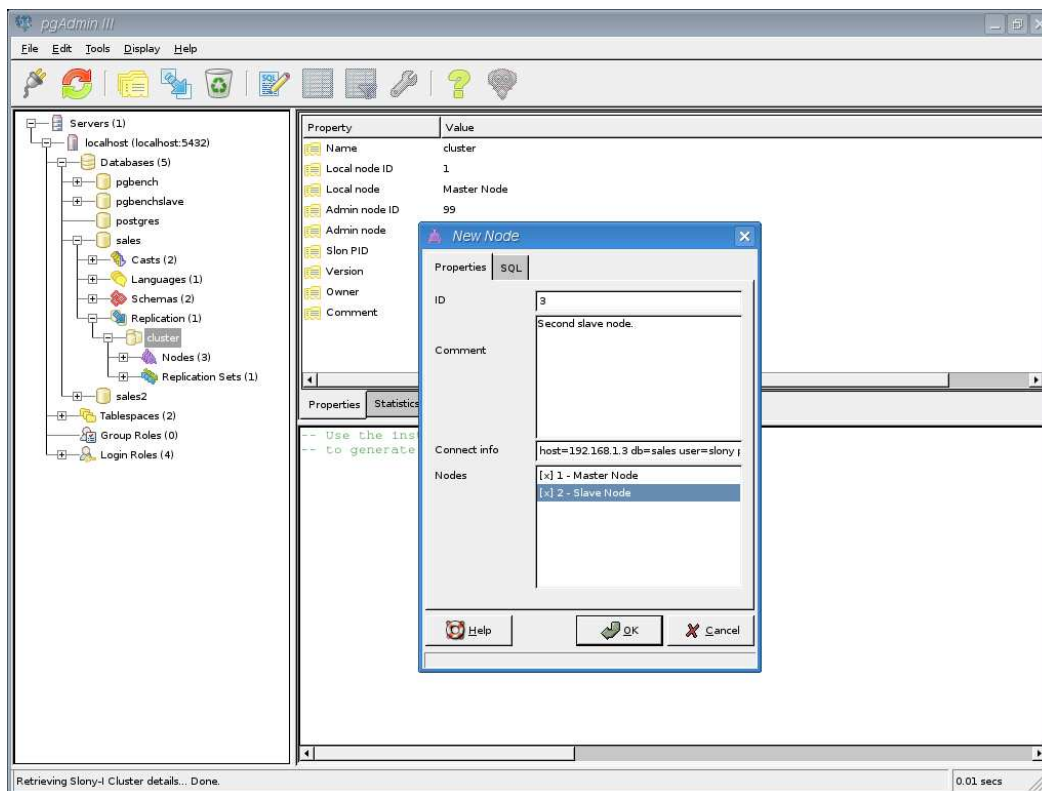 pgAdmin III
File Edit Tools Display Help
SQL
Servers (1)
localhost (localhost:5432)
Databases (5)
pgbench
pgbenchslave
postgres
sales
Casts (2)
Languages (1)
Schemas (2)
Replication (1)
cluster
Nodes (3)
Replication Sets (1)
sales2
Tablespaces (2)
Group Roles (0)
Login Roles (4)
Property Value
Name cluster
Local node ID 1
Local node Master Node
Admin node ID 99
Admin node
Slon PID
Version
Owner
Comment
Properties Statistics
-- Use the Ins
-- to generate
New Node
Properties SQL
ID 3
Comment Second slave node.
Connect info host=192.168.1.3 db=sales user=slony
Nodes [x] 1 - Master Node
[x] 2 - Slave Node
Help OK Cancel
Retrieving Slony-I Cluster details... Done. 0.01 secs